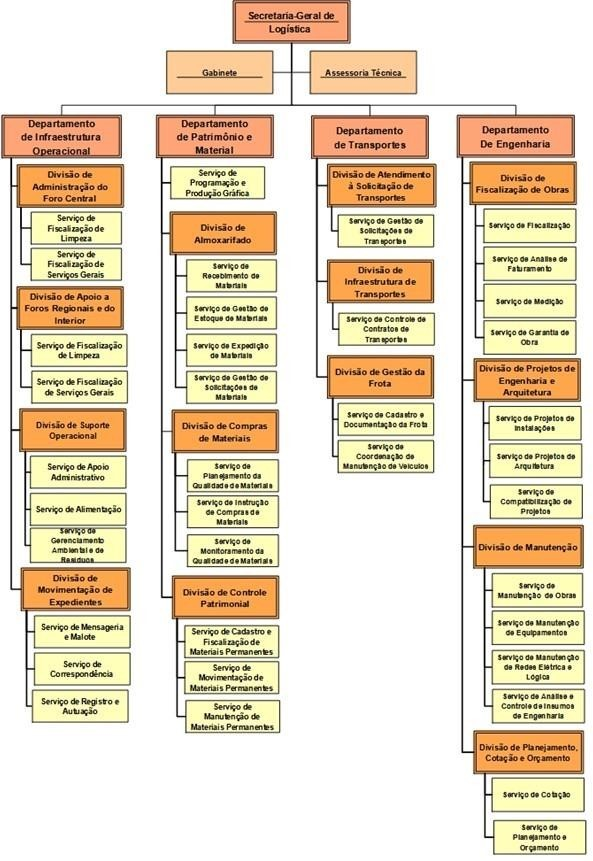 Secretaria-Geral de
Logística
Gabinete
Assessoria Técnica
Departamento
de Infraestrutura
Operacional
Divisão de
Administração do
Foro Central
Serviço de
Fiscalização de
Limpeza
Serviço de
Fiscalização de
Serviços Gerais
Divisão de Apoio a
Foros Regionais e do
Interior
Serviço de Fiscalização
de Limpeza
Serviço de Fiscalização
de Serviços Gerais
Divisão de Suporte
Operacional
Serviço de Apoio
Administrativo
Serviço de Alimentação
Serviço de
Gerenciamento
Ambiental e de
Resíduos
Divisão de
Movimentação de
Expedientes
Serviço de Mensageria
e Malote
Serviço de
Correspondência
Serviço de Registro e
Autuação
Departamento
de Patrimônio e
Material
Serviço de
Programação e
Produção Gráfica
Divisão de
Almoxarifado
Serviço de
Recebimento de
Materiais
Serviço de Gestão de
Estoque de Materiais
Serviço de Expedição
de Materiais
Serviço de Gestão de
Solicitações de
Materiais
Divisão de Compras
de Materiais
Serviço de
Planejamento da
Qualidade de Materiais
Serviço de Instrução
de Compras de
Materiais
Serviço de
Monitoramento da
Qualidade de Materiais
Divisão de Controle
Patrimonial
Serviço de Cadastro e
Fiscalização de
Materiais Permanentes
Serviço de
Movimentação de
Materiais Permanentes
Serviço de
Manutenção de
Materiais Permanentes
Departamento
de Transportes
Divisão de Atendimento
à Solicitação de
Transportes
Serviço de Gestão de
Solicitações de
Transportes
Divisão de
Infraestrutura de
Transportes
Serviço de Controle de
Contratos de
Transportes
Divisão de Gestão da
Frota
Serviço de Cadastro e
Documentação da Frota
Serviço de
Coordenação de
Manutenção de Veículos
Departamento
De Engenharia
Divisão de
Fiscalização de Obras
Serviço de Fiscalização
Serviço de Análise de
Faturamento
Serviço de Medição
Serviço de Garantia de
Obra
Divisão de Projetos de
Engenharia e
Arquitetura
Serviço de Projetos de
Instalações
Serviço de Projetos de
Arquitetura
Serviço de
Compatibilização de
Projetos
Divisão de Manutenção
Serviço de
Manutenção de Obras
Serviço de Manutenção
de Equipamentos
Serviço de Manutenção
de Redes Elétrica e
Lógica
Serviço de Análise e
Controle de Insumos
de Engenharia
Divisão de Planejamento,
Cotação e Orçamento
Serviço de Cotação
Serviço de
Planejamento e
Orçamento